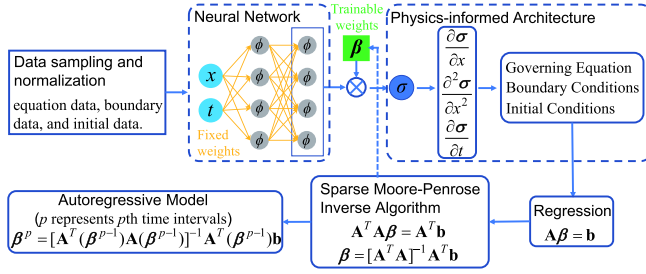 Neural Network
Trainable
weights
Physics-informed Architecture
Data sampling and
normalization
equation data, boundary
data, and initial data.
x
t
ϕ ϕ
ϕ ϕ
ϕ ϕ
ϕ ϕ
Fixed
weights
β
⊗
σ
∂σ/∂x
∂²σ/∂x²
∂σ/∂t
Governing Equation
Boundary Conditions
Initial Conditions
Autoregressive Model
(p represents pth time intervals)
β^p = [A^T(β^{p−1})A(β^{p−1})]^{−1} A^T(β^{p−1})b
Sparse Moore-Penrose
Inverse Algorithm
A^T Aβ = A^T b
β = [A^T A]^{−1} A^T b
Regression
Aβ = b